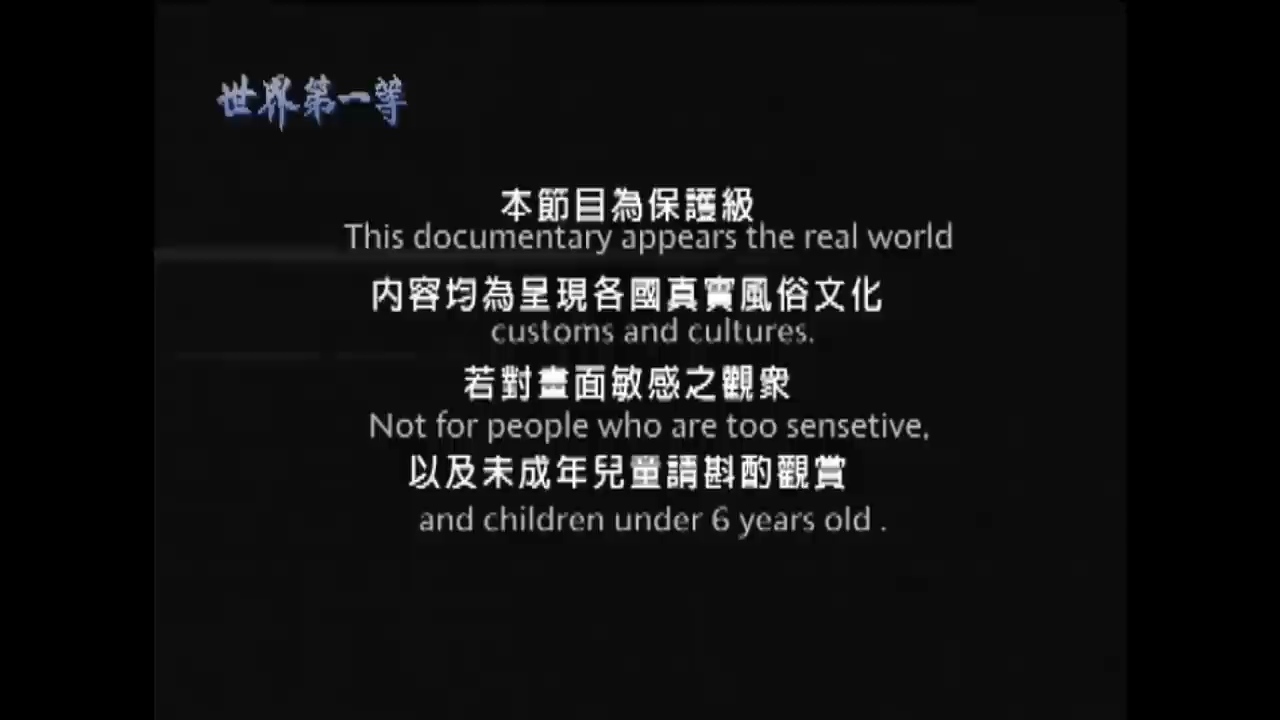 世界第一等
本節目為保護級
This documentary appears the real world
內容均為呈現各國真實風俗文化
customs and cultures.
若對畫面敏感之觀眾
Not for people who are too sensetive,
以及未成年兒童請斟酌觀賞
and children under 6 years old .